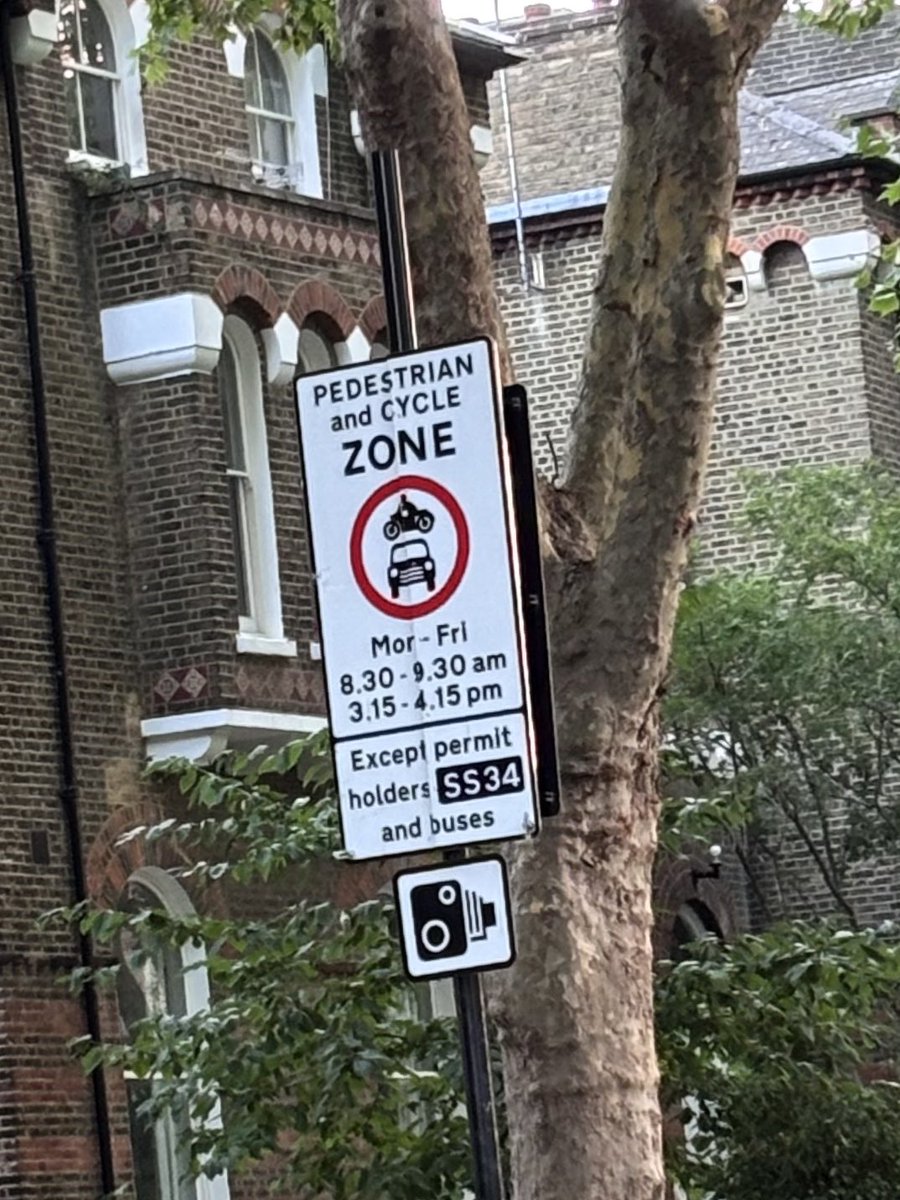 PEDESTRIAN
and CYCLE
ZONE
Mon - Fri
8.30 - 9.30 am
3.15 - 4.15 pm
Except permit
holders SS34
and buses